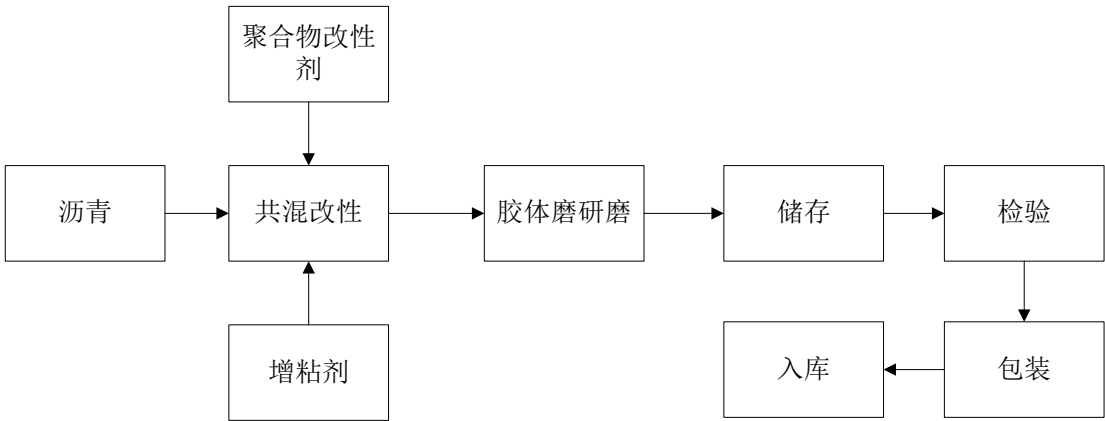 聚合物改性
剂
沥青
共混改性
胶体磨研磨
储存
检验
增粘剂
入库
包装